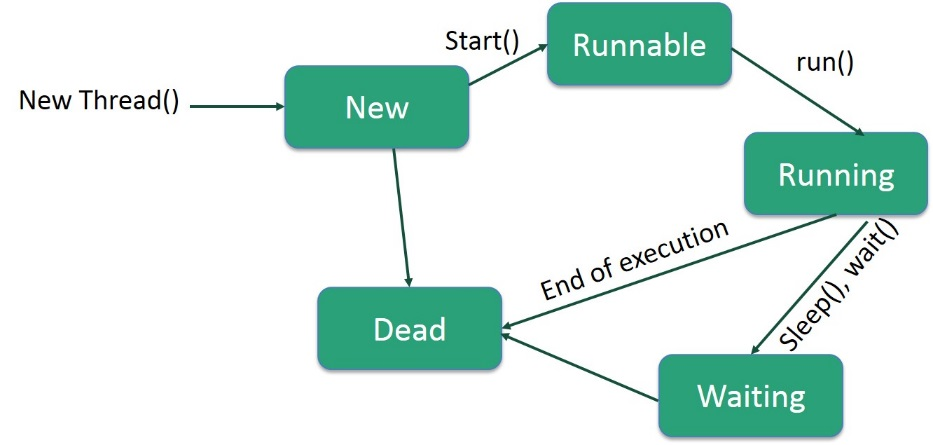 Start()
Runnable
run()
New Thread()
New
Running
End of execution
Sleep(), wait()
Dead
Waiting